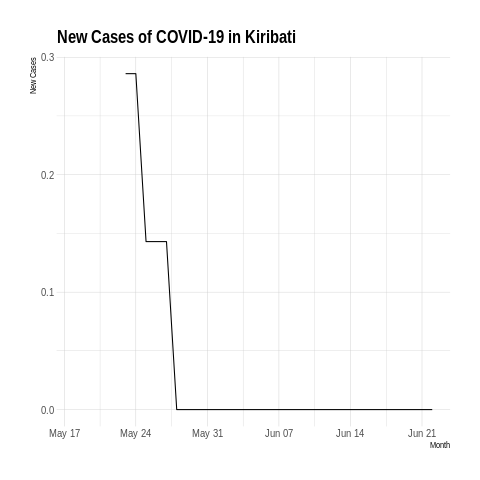 New Cases of COVID-19 in Kiribati
New Cases
0.3
0.2
0.1
0.0
May 17 May 24 May 31 Jun 07 Jun 14 Jun 21
Month